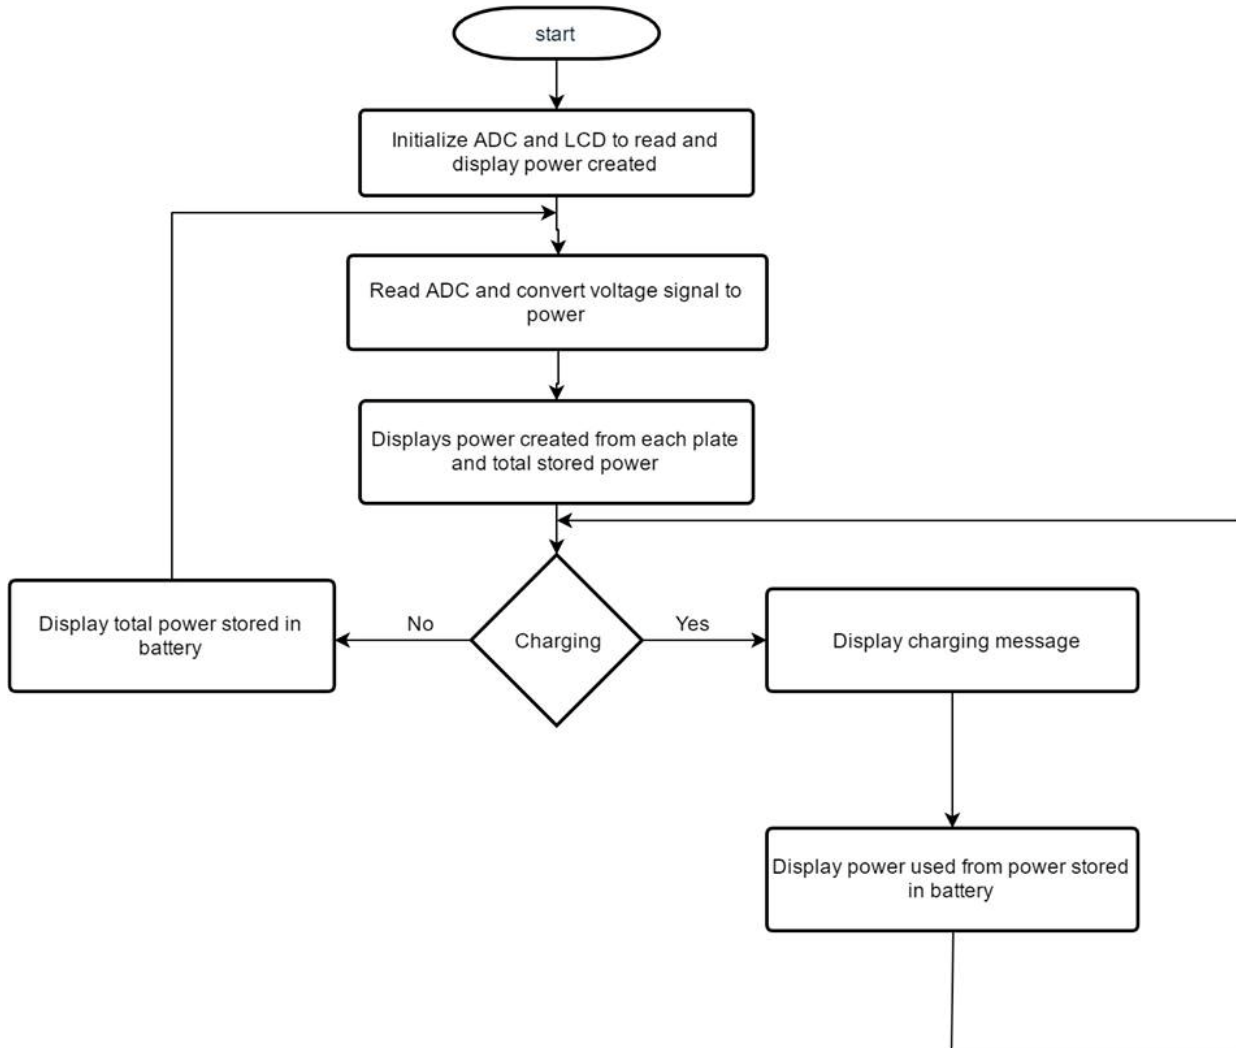 start
Initialize ADC and LCD to read and
display power created
Read ADC and convert voltage signal to
power
Displays power created from each plate
and total stored power
Display total power stored in
battery
No
Charging
Yes
Display charging message
Display power used from power stored
in battery